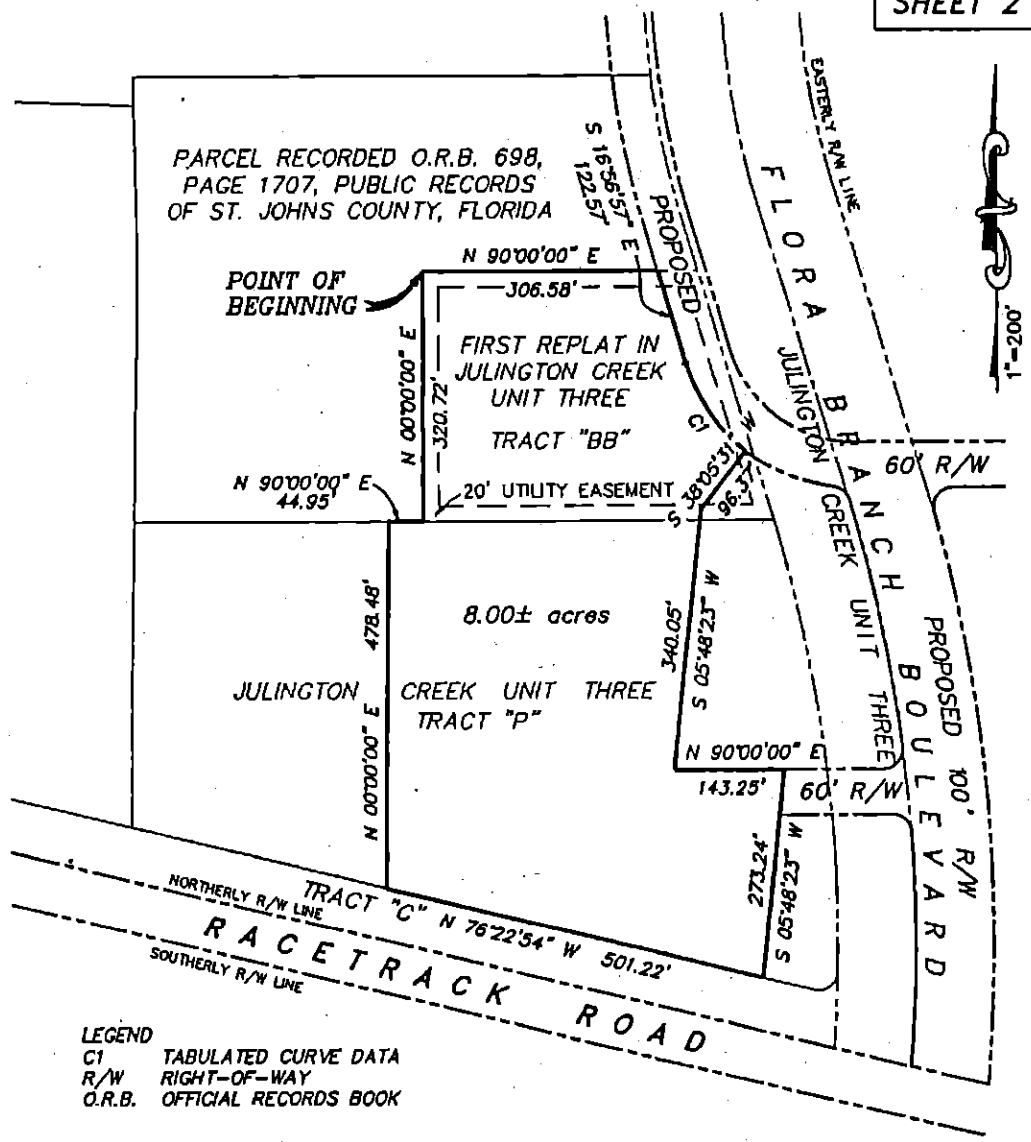 SHEET 2
EASTERLY R/W LINE
PARCEL RECORDED O.R.B. 698,
PAGE 1707, PUBLIC RECORDS
OF ST. JOHNS COUNTY, FLORIDA
S 16°56'57" E
122.57'
PROPOSED
FLORA BRANCH BOULEVARD
1"=200'
N 90°00'00" E
306.58'
POINT OF
BEGINNING
FIRST REPLAT IN
JULINGTON CREEK
UNIT THREE
TRACT "BB"
N 00°00'00" E
320.72'
C1
JULINGTON CREEK UNIT THREE
60' R/W
N 90°00'00" E
44.95'
20' UTILITY EASEMENT
S 38°05'31" W
96.37'
8.00± acres
478.48'
N 00°00'00" E
340.05'
S 05°48'23" W
JULINGTON CREEK UNIT THREE
TRACT "P"
PROPOSED 100' R/W
N 90°00'00" E
143.25'
60' R/W
273.24'
S 05°48'23" W
NORTHERLY R/W LINE
TRACT "C" N 76°22'54" W 501.22'
RACETRACK ROAD
SOUTHERLY R/W LINE
LEGEND
C1 TABULATED CURVE DATA
R/W RIGHT-OF-WAY
O.R.B. OFFICIAL RECORDS BOOK